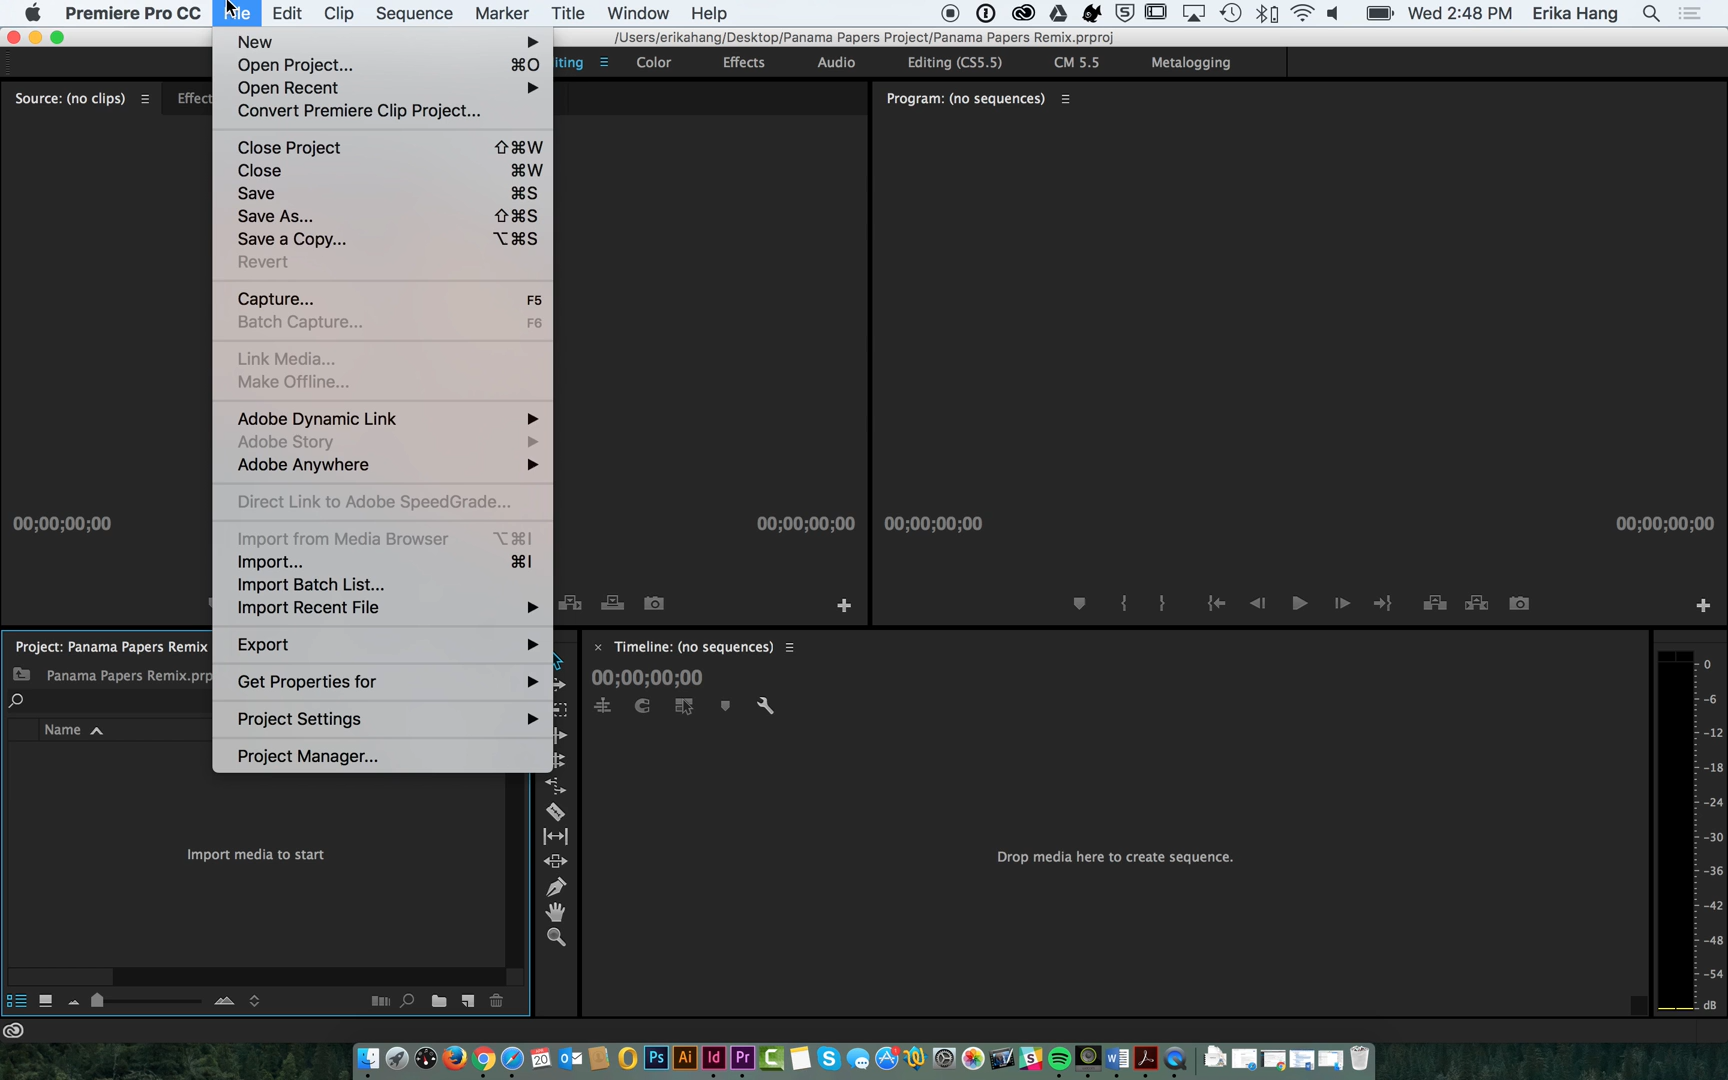 Premiere Pro CC File Edit Clip Sequence Marker Title Window Help Wed 2:48 PM Erika Hang
/Users/erikahang/Desktop/Panama Papers Project/Panama Papers Remix.prproj
iting Color Effects Audio Editing (CS5.5) CM 5.5 Metalogging
Source: (no clips) Effect
Program: (no sequences)
New
Open Project... ⌘O
Open Recent
Convert Premiere Clip Project...
Close Project ⇧⌘W
Close ⌘W
Save ⌘S
Save As... ⇧⌘S
Save a Copy... ⌥⌘S
Revert
Capture... F5
Batch Capture... F6
Link Media...
Make Offline...
Adobe Dynamic Link
Adobe Story
Adobe Anywhere
Direct Link to Adobe SpeedGrade...
Import from Media Browser ⌥⌘I
Import... ⌘I
Import Batch List...
Import Recent File
Export
Get Properties for
Project Settings
Project Manager...
00;00;00;00 00;00;00;00 00;00;00;00 00;00;00;00
Project: Panama Papers Remix
Panama Papers Remix.prp
Name
Import media to start
Timeline: (no sequences)
00;00;00;00
Drop media here to create sequence.
0
-6
-12
-18
-24
-30
-36
-42
-48
-54
dB
20 Ps Ai Id Pr C S S W